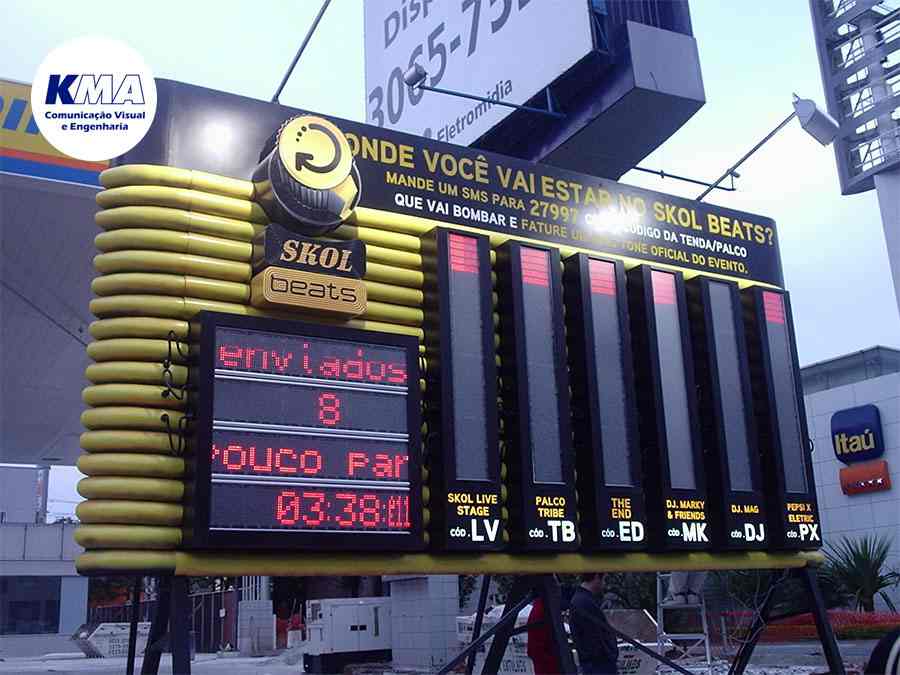 KMA
Comunicação Visual
e Engenharia
3065-75
Eletromidia
ONDE VOCÊ VAI ESTAR NO SKOL BEATS?
MANDE UM SMS PARA 27997 CÓDIGO DA TENDA/PALCO
QUE VAI BOMBAR E FATURE TONE OFICIAL DO EVENTO.
SKOL
beats
enviados
8
ouco par
03:38:
SKOL LIVE
STAGE
CÓD. LV
PALCO
TRIBE
CÓD. TB
THE
END
CÓD. ED
DJ. MARKY
& FRIENDS
CÓD. MK
DJ. MAG
CÓD. DJ
PEPSI X
ELETRIC
CÓD. PX
Itaú